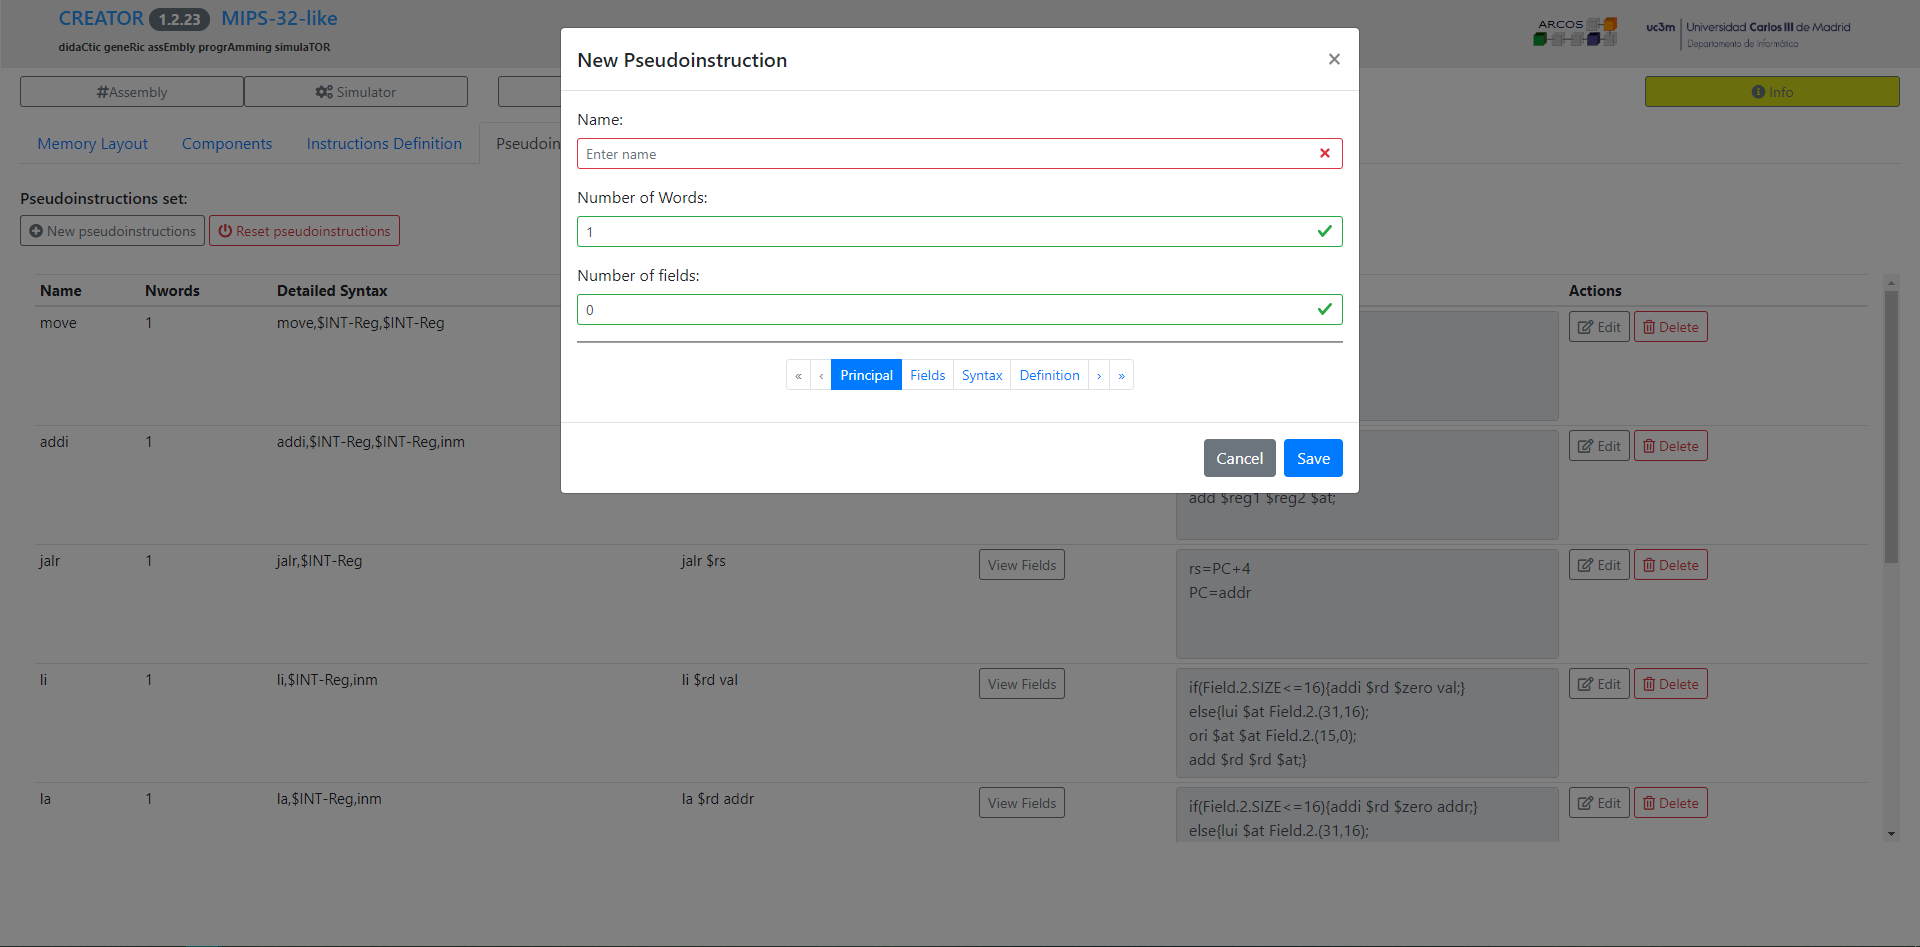 CREATOR 1.2.23 MIPS-32-like
didaCtic geneRic assEmbly progrAmming simulaTOR
ARCOS
uc3m Universidad Carlos III de Madrid
Departamento de Informática
#Assembly
Simulator
Info
Memory Layout
Components
Instructions Definition
Pseudoin
Pseudoinstructions set:
New pseudoinstructions
Reset pseudoinstructions
New Pseudoinstruction
×
Name:
Enter name
Number of Words:
1
Number of fields:
0
« ‹ Principal Fields Syntax Definition › »
Cancel Save
Name Nwords Detailed Syntax Actions
move 1 move,$INT-Reg,$INT-Reg Edit Delete
addi 1 addi,$INT-Reg,$INT-Reg,inm Edit Delete
add $reg1 $reg2 $at;
jalr 1 jalr,$INT-Reg jalr $rs View Fields Edit Delete
rs=PC+4
PC=addr
li 1 li,$INT-Reg,inm li $rd val View Fields Edit Delete
if(Field.2.SIZE<=16){addi $rd $zero val;}
else{lui $at Field.2.(31,16);
ori $at $at Field.2.(15,0);
add $rd $rd $at;}
la 1 la,$INT-Reg,inm la $rd addr View Fields Edit Delete
if(Field.2.SIZE<=16){addi $rd $zero addr;}
else{lui $at Field.2.(31,16);